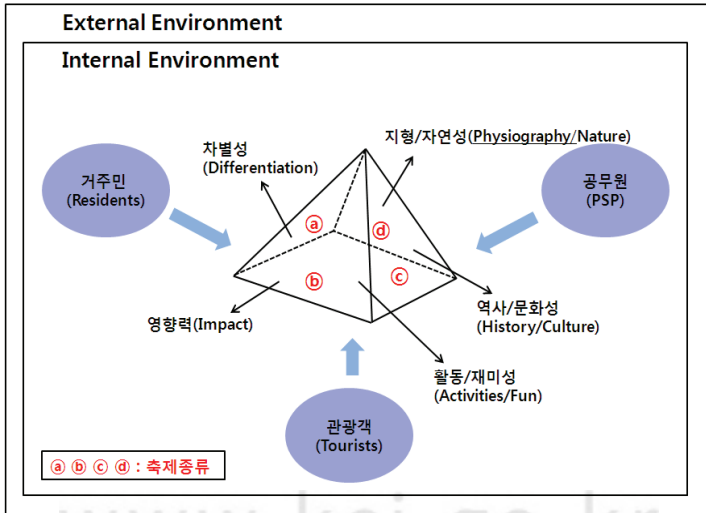 External Environment
Internal Environment
지형/자연성(Physiography/Nature)
차별성
(Differentiation)
거주민
(Residents)
공무원
(PSP)
ⓐ
ⓓ
ⓑ
ⓒ
영향력(Impact)
역사/문화성
(History/Culture)
활동/재미성
(Activities/Fun)
관광객
(Tourists)
ⓐ ⓑ ⓒ ⓓ : 축제종류